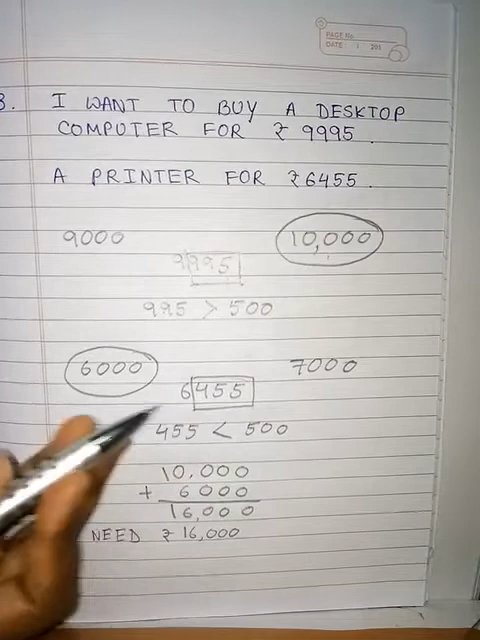 PAGE No
DATE : 201
3. I WANT TO BUY A DESKTOP
COMPUTER FOR ₹ 9995.
A PRINTER FOR ₹6455.
9000 10,000
9995
995 > 500
6000 7000
6455
455 < 500
10,000
+ 6000
16,000
NEED ₹ 16,000